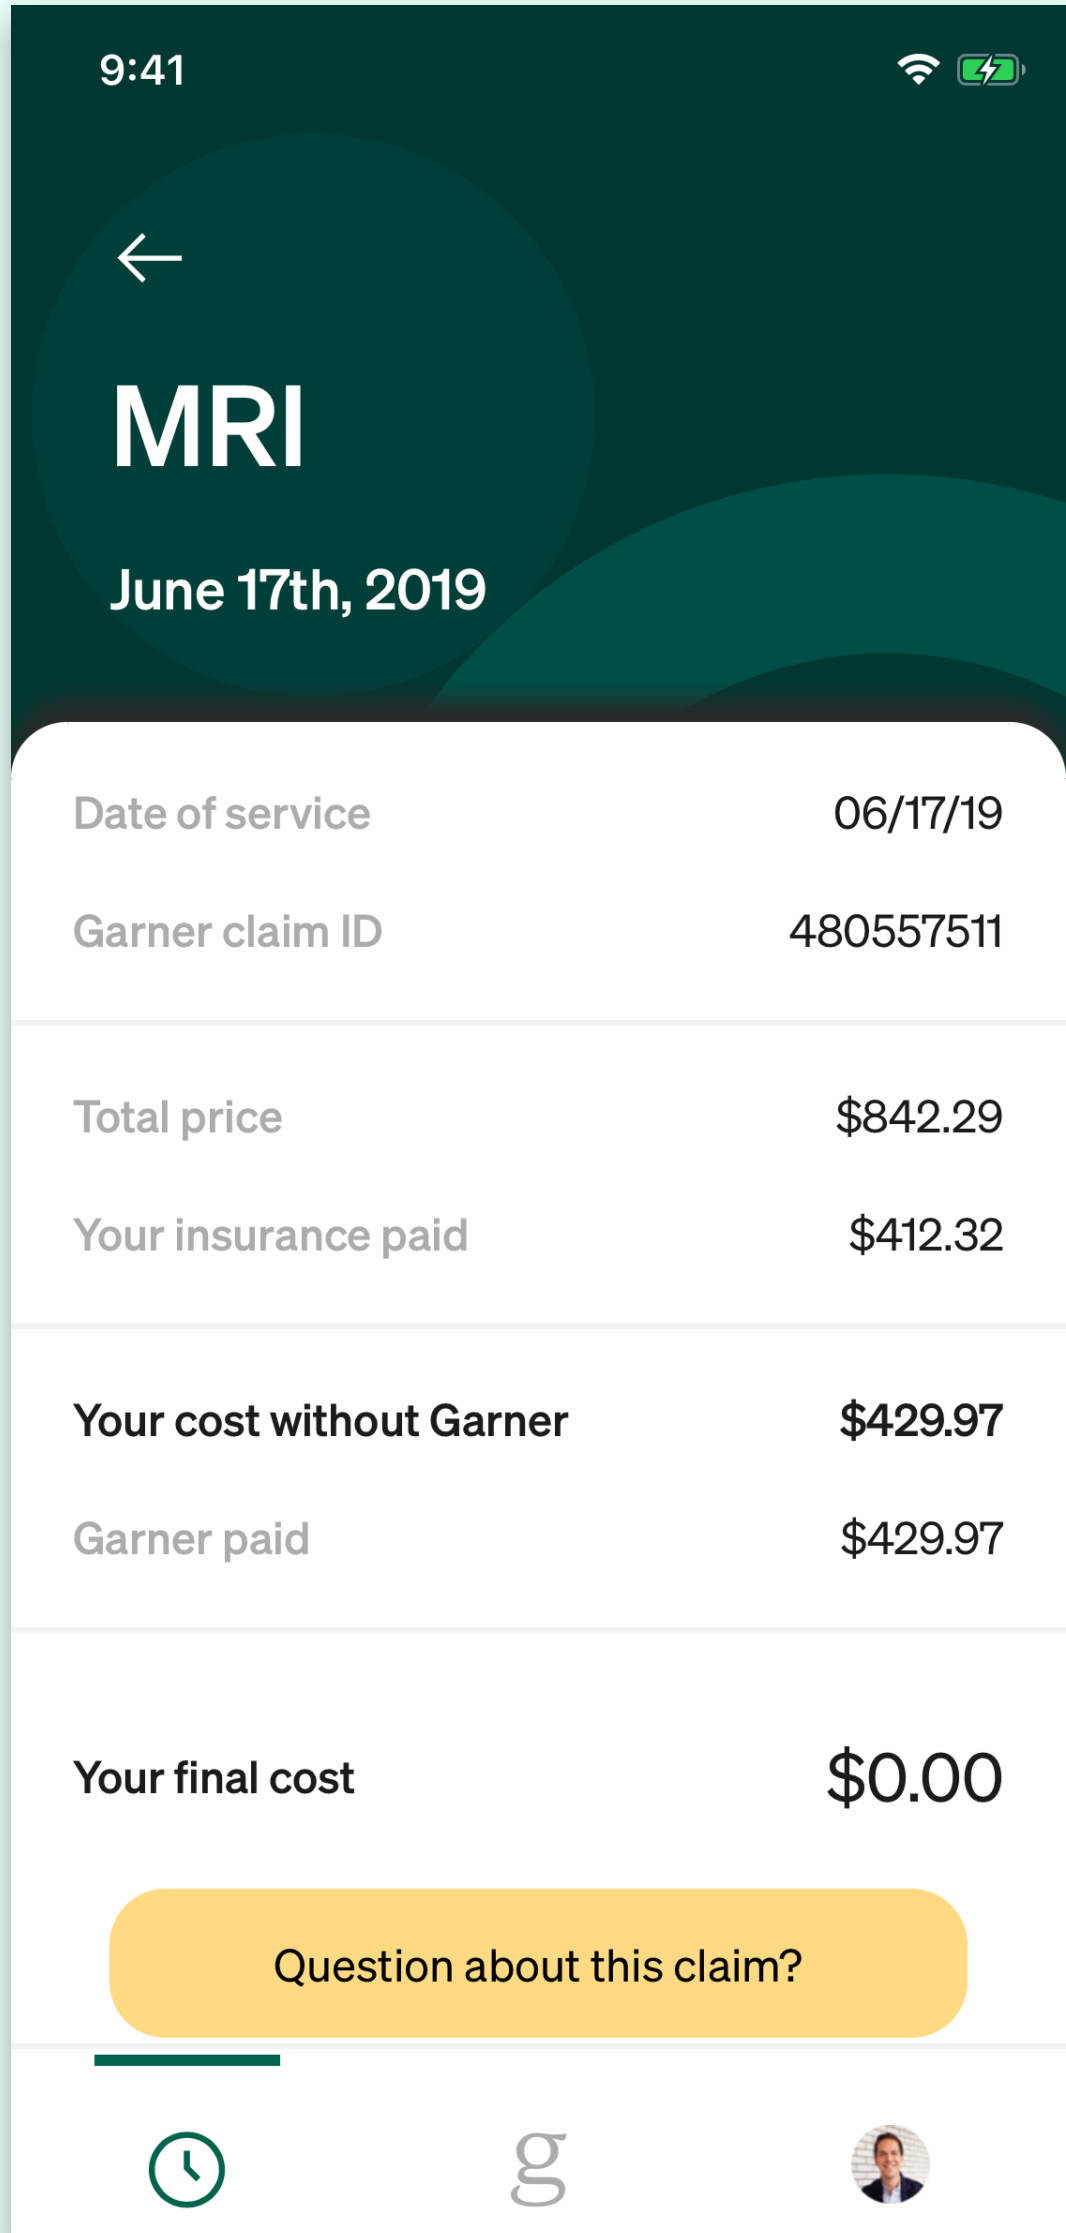 9:41
MRI
June 17th, 2019
Date of service 06/17/19
Garner claim ID 480557511
Total price $842.29
Your insurance paid $412.32
Your cost without Garner $429.97
Garner paid $429.97
Your final cost $0.00
Question about this claim?
g